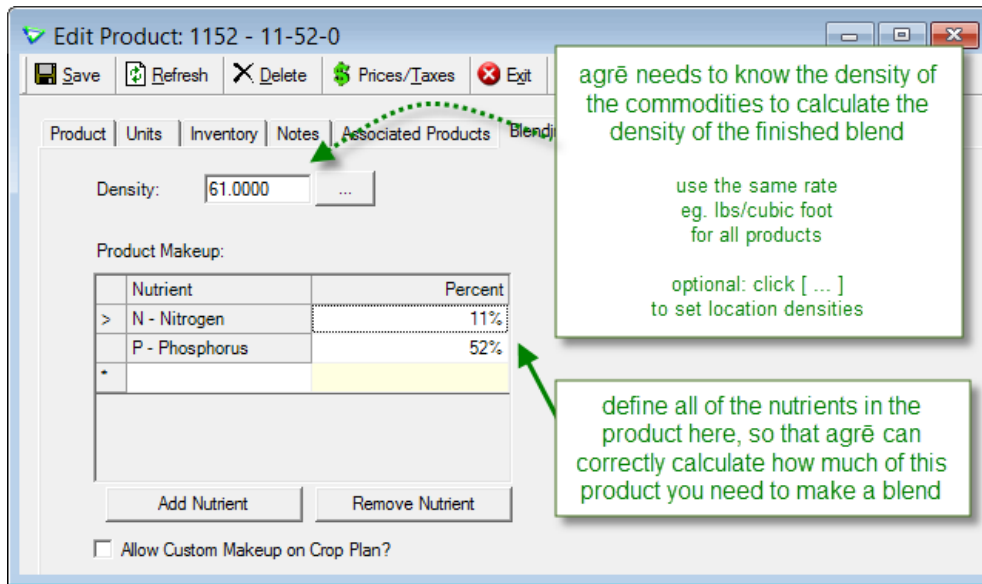 Edit Product: 1152 - 11-52-0
Save Refresh Delete Prices/Taxes Exit
agrē needs to know the density of
the commodities to calculate the
density of the finished blend
use the same rate
eg. lbs/cubic foot
for all products
optional: click [ ... ]
to set location densities
Product Units Inventory Notes Associated Products
Density: 61.0000 ...
Product Makeup:
Nutrient Percent
> N - Nitrogen 11%
P - Phosphorus 52%
*
define all of the nutrients in the
product here, so that agrē can
correctly calculate how much of this
product you need to make a blend
Add Nutrient Remove Nutrient
Allow Custom Makeup on Crop Plan?